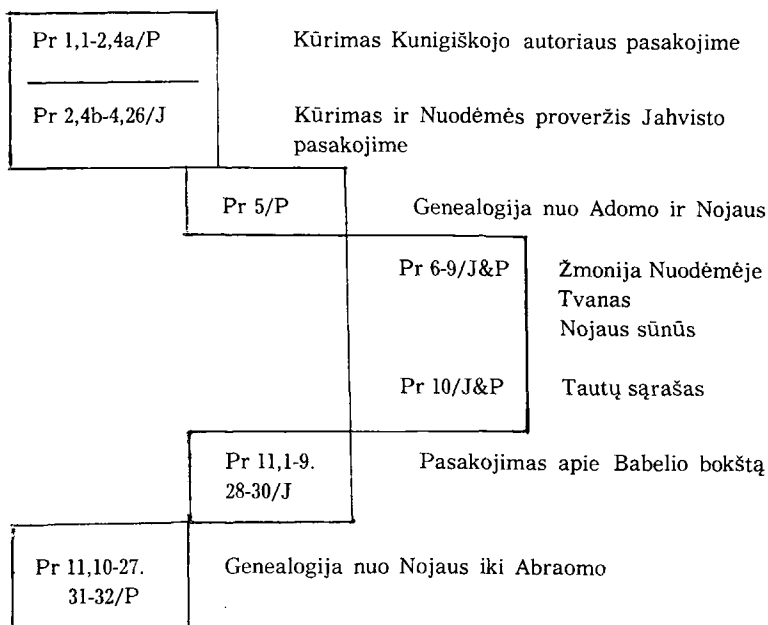 Pr 1,1-2,4a/P Kūrimas Kunigiškojo autoriaus pasakojime
Pr 2,4b-4,26/J Kūrimas ir Nuodėmės proveržis Jahvisto
pasakojime
Pr 5/P Genealogija nuo Adomo ir Nojaus
Pr 6-9/J&P Žmonija Nuodėmėje
Tvanas
Nojaus sūnūs
Pr 10/J&P Tautų sąrašas
Pr 11,1-9. Pasakojimas apie Babelio bokštą
28-30/J
Pr 11,10-27. Genealogija nuo Nojaus iki Abraomo
31-32/P